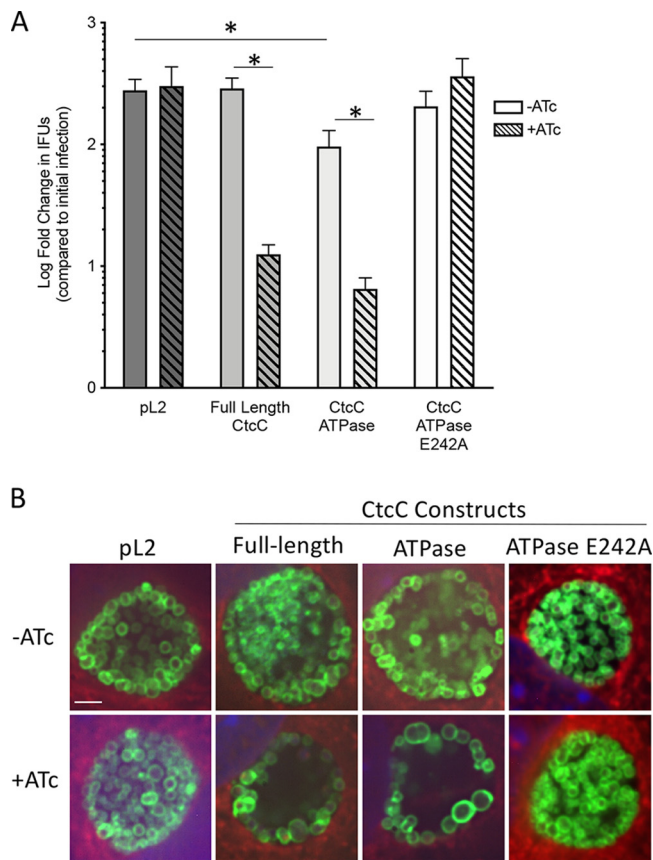 A
3
2
1
0
Log Fold Change in IFUs
(compared to initial infection)
*
*
*
-ATc
+ATc
pL2
Full Length
CtcC
CtcC
ATPase
CtcC
ATPase
E242A
B
CtcC Constructs
pL2
Full-length
ATPase
ATPase E242A
-ATc
+ATc